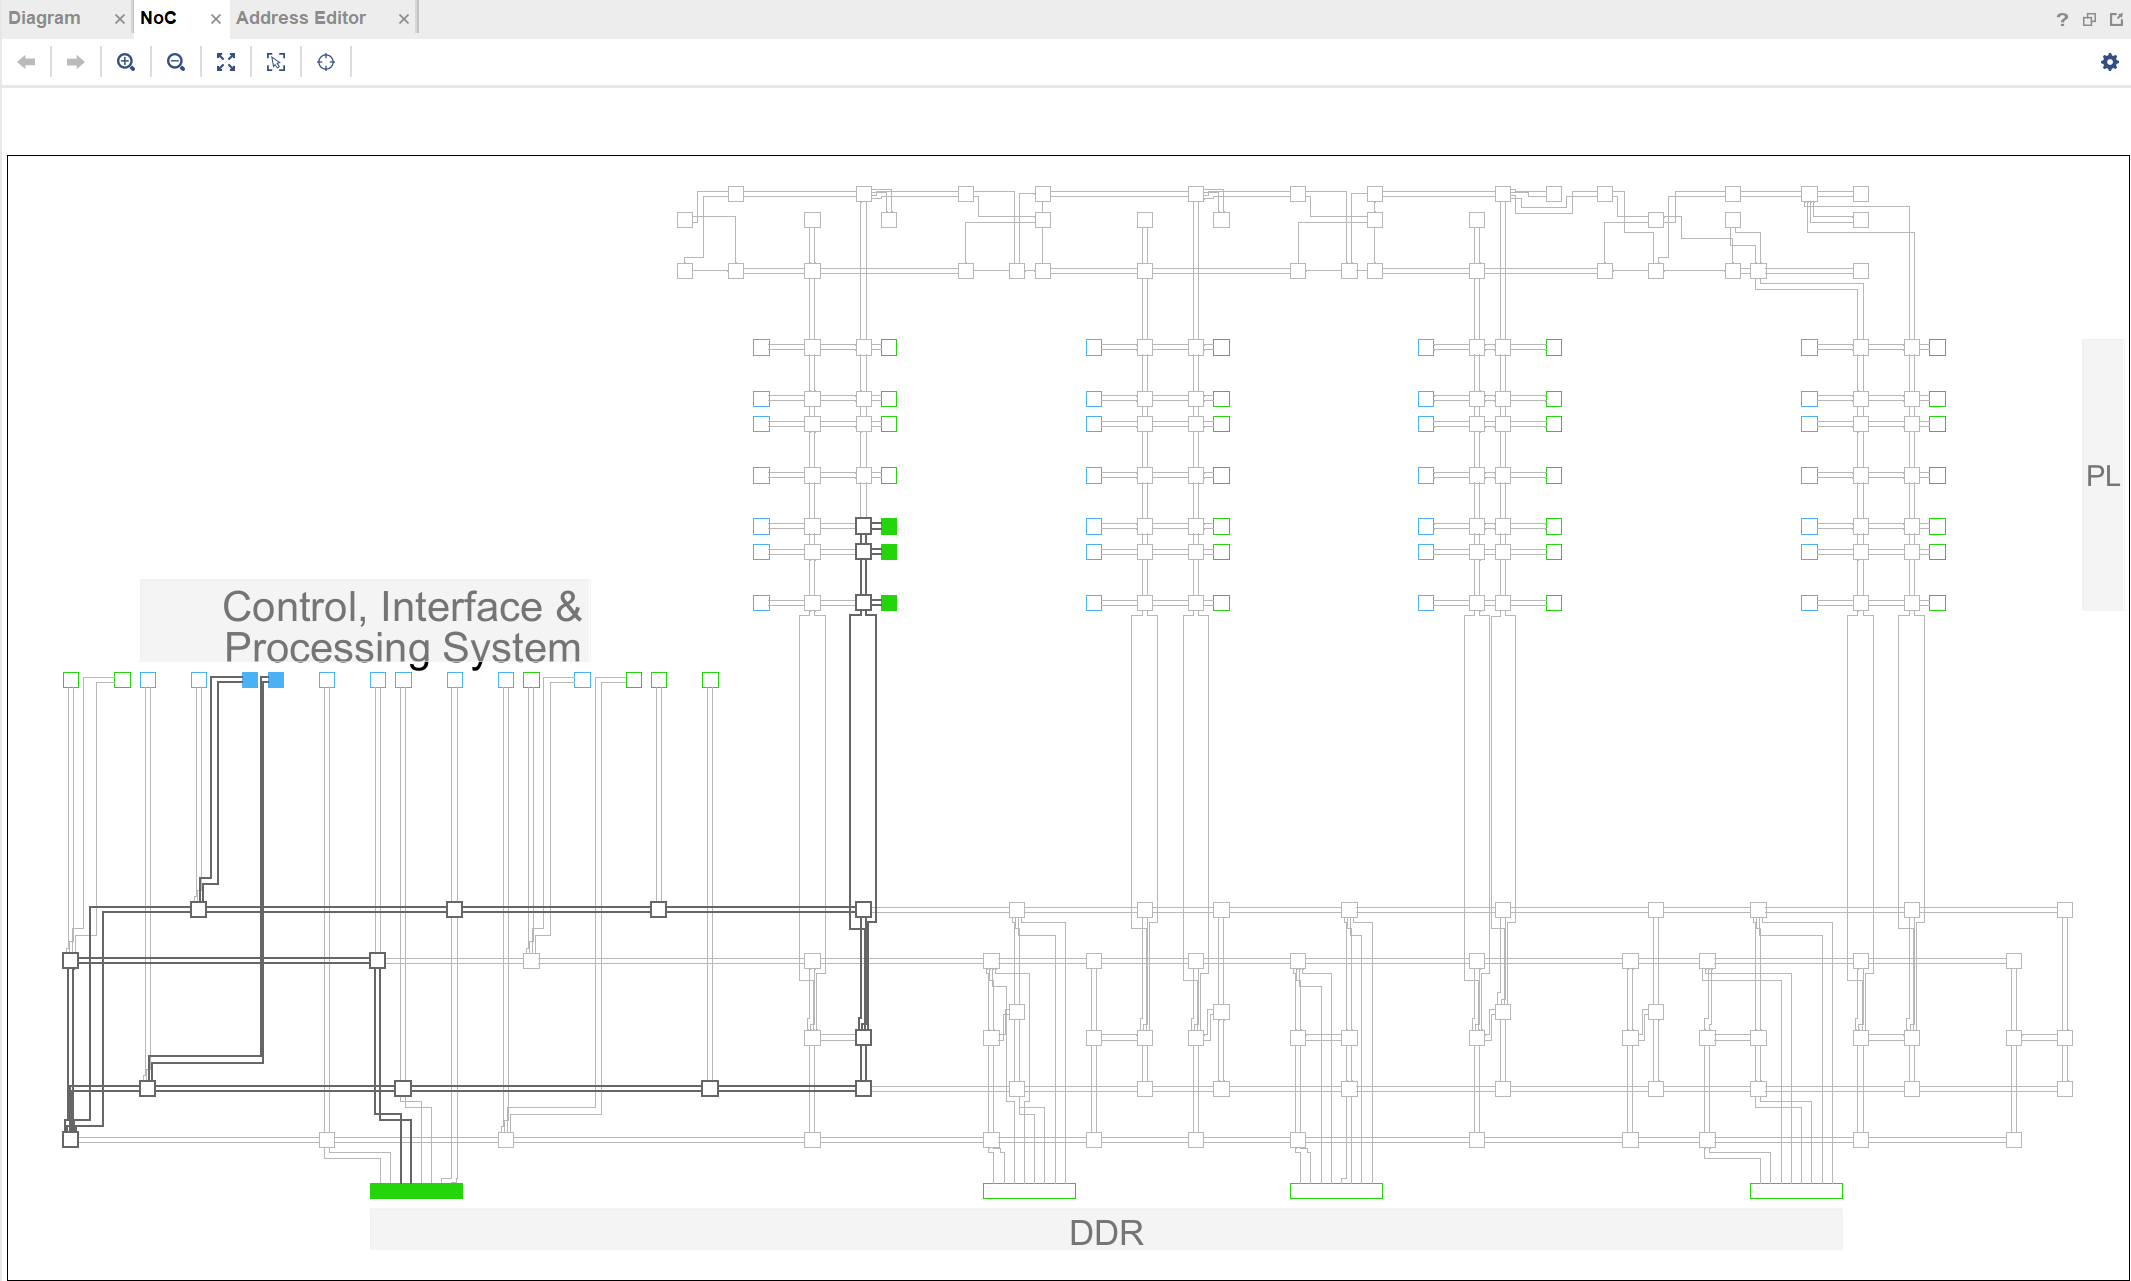 Diagram NoC Address Editor
?
PL
Control, Interface &
Processing System
DDR